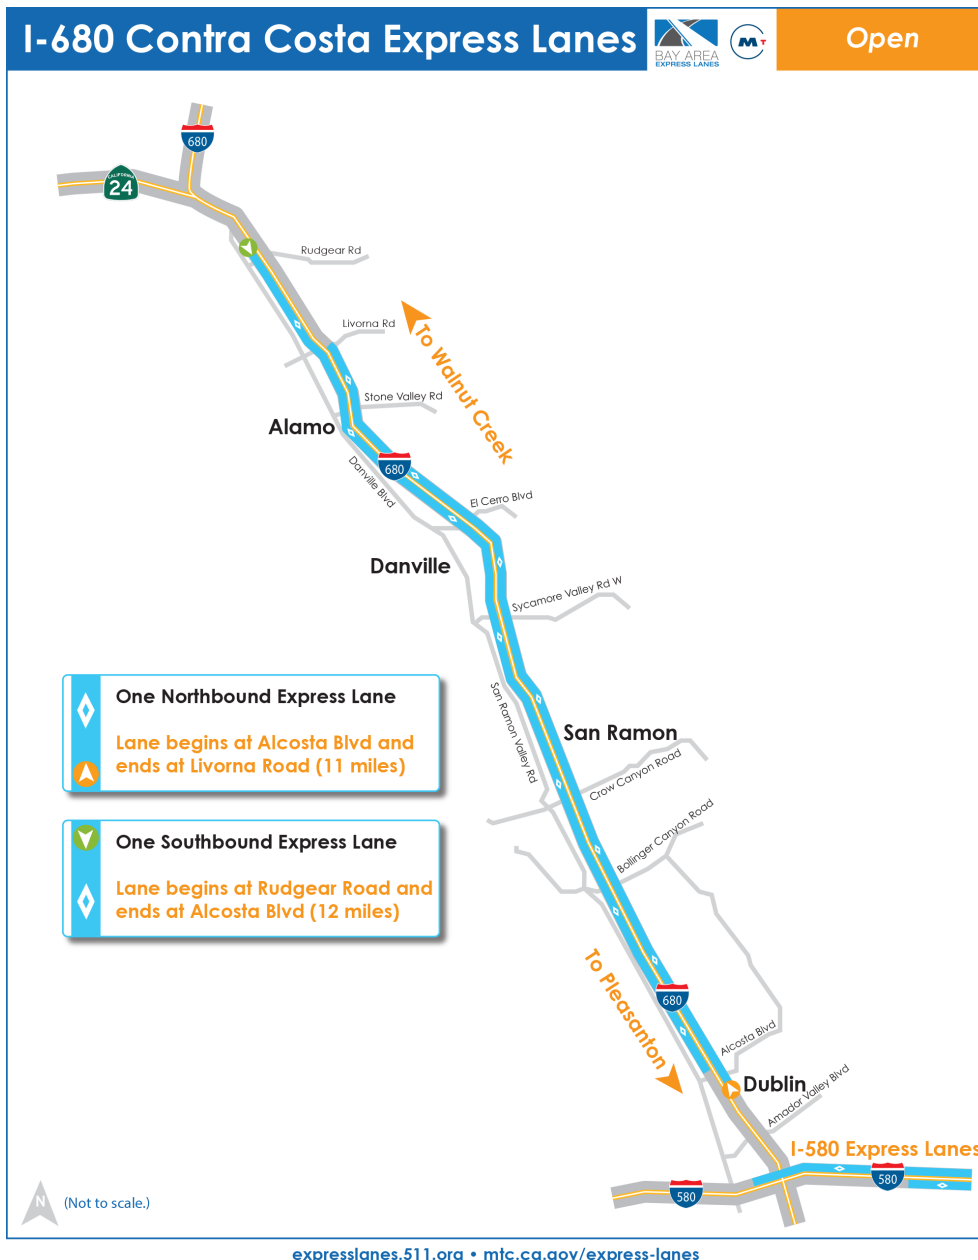 I-680 Contra Costa Express Lanes
BAY AREA
EXPRESS LANES
MT
Open
680
CALIFORNIA
24
Rudgear Rd
Livorna Rd
To Walnut Creek
Stone Valley Rd
Alamo
680
Danville Blvd
El Cerro Blvd
Danville
Sycamore Valley Rd W
One Northbound Express Lane
Lane begins at Alcosta Blvd and
ends at Livorna Road (11 miles)
San Ramon Valley Rd
San Ramon
Crow Canyon Road
Bollinger Canyon Road
One Southbound Express Lane
Lane begins at Rudgear Road and
ends at Alcosta Blvd (12 miles)
To Pleasanton
680
Alcosta Blvd
Dublin
Amador Valley Blvd
I-580 Express Lanes
580
580
N
(Not to scale.)
expresslanes.511.org • mtc.ca.gov/express-lanes